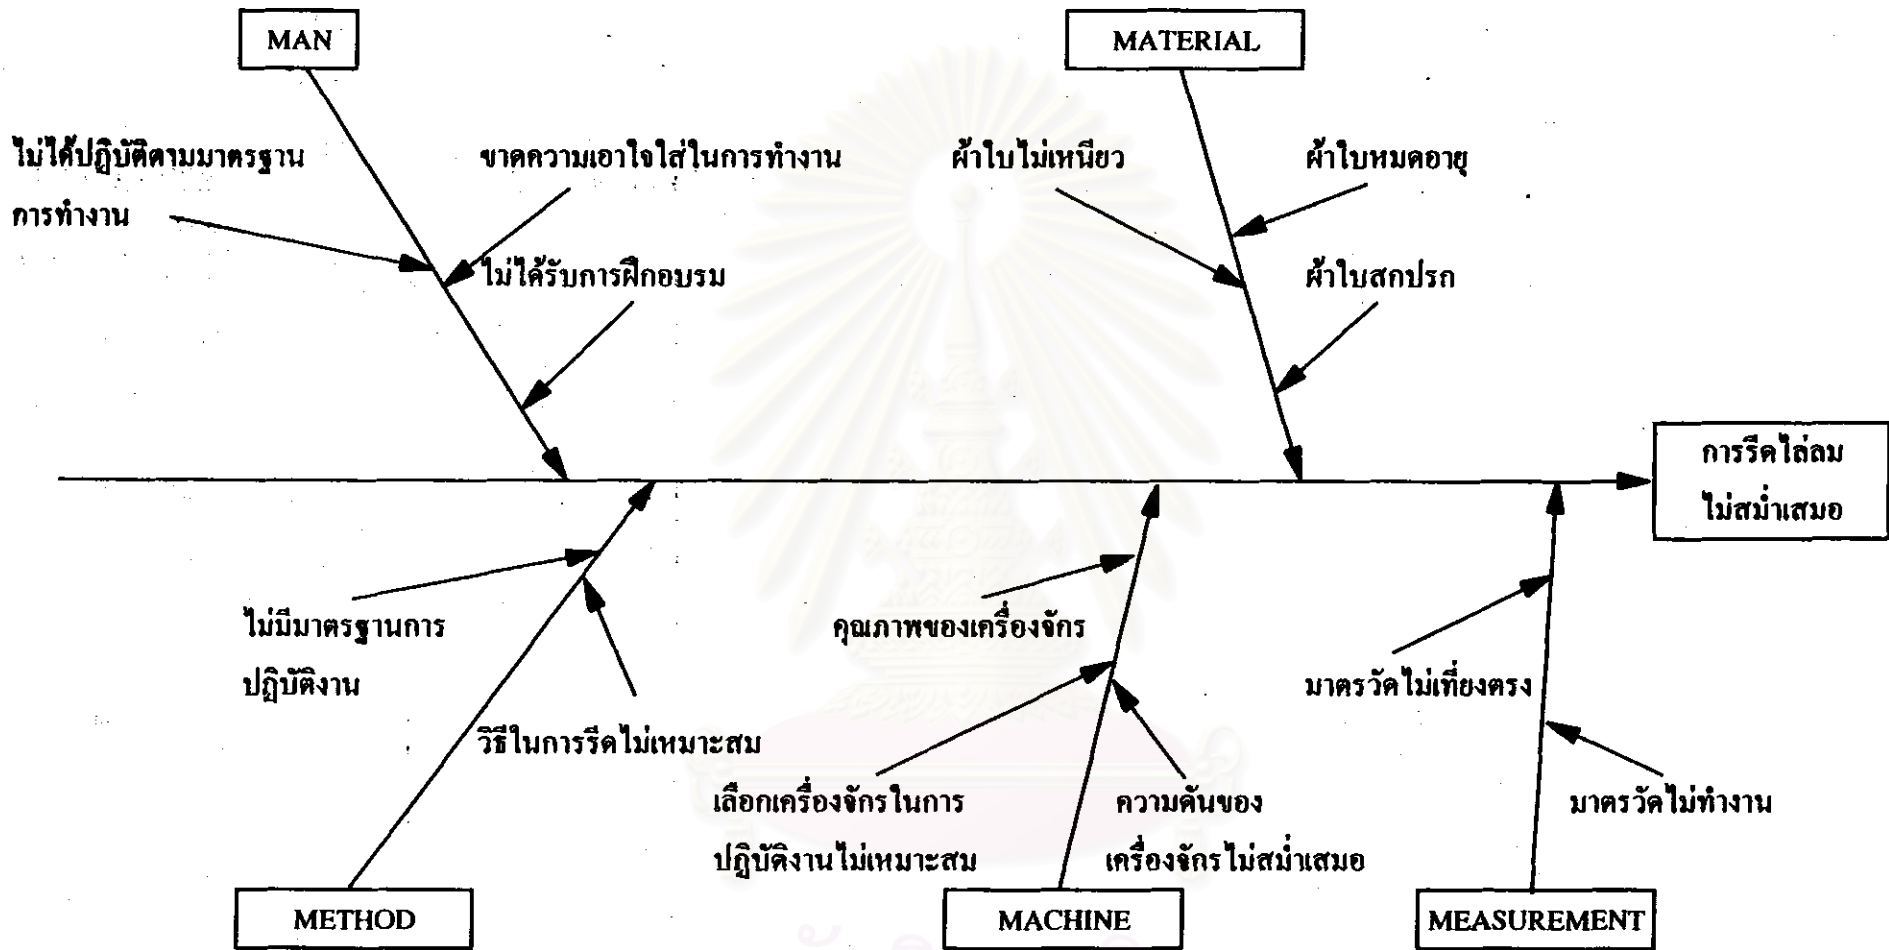 MAN
MATERIAL
ไม่ได้ปฏิบัติตามมาตรฐาน
การทำงาน
ขาดความเอาใจใส่ในการทำงาน
ไม่ได้รับการฝึกอบรม
ผ้าใบไม่เหนียว
ผ้าใบหมดอายุ
ผ้าใบสกปรก
การรีดไล่ลม
ไม่สม่ำเสมอ
ไม่มีมาตรฐานการ
ปฏิบัติงาน
วิธีในการรีดไม่เหมาะสม
คุณภาพของเครื่องจักร
เลือกเครื่องจักรในการ
ปฏิบัติงานไม่เหมาะสม
ความดันของ
เครื่องจักรไม่สม่ำเสมอ
มาตรวัดไม่เที่ยงตรง
มาตรวัดไม่ทำงาน
METHOD
MACHINE
MEASUREMENT